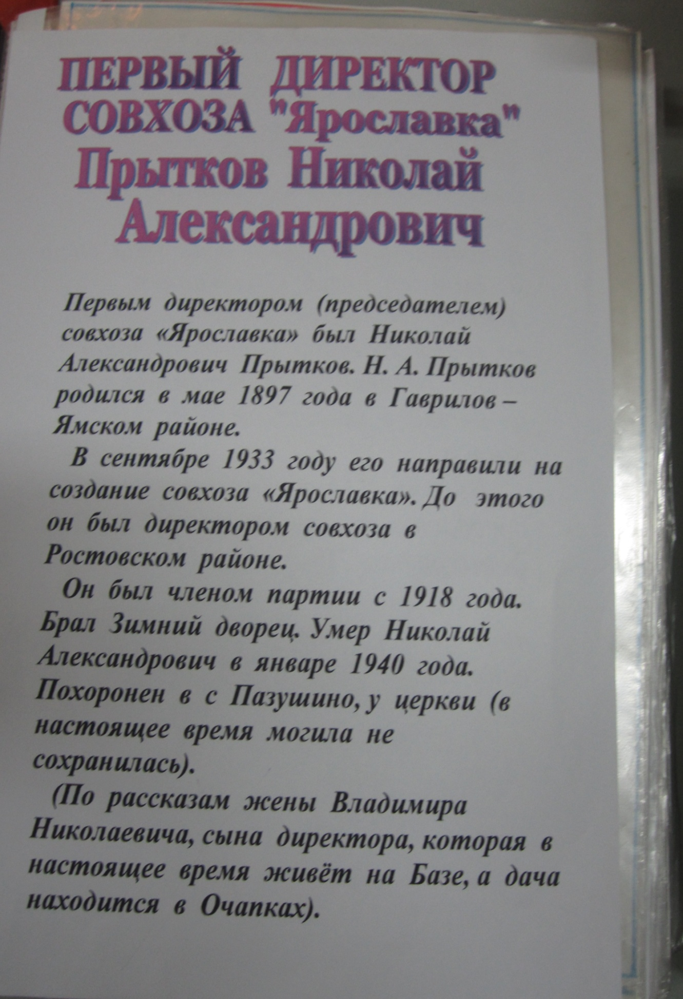 ПЕРВЫЙ ДИРЕКТОР
СОВХОЗА "Ярославка"
Прытков Николай
Александрович
Первым директором (председателем)
совхоза «Ярославка» был Николай
Александрович Прытков. Н. А. Прытков
родился в мае 1897 года в Гаврилов –
Ямском районе.
В сентябре 1933 году его направили на
создание совхоза «Ярославка». До этого
он был директором совхоза в
Ростовском районе.
Он был членом партии с 1918 года.
Брал Зимний дворец. Умер Николай
Александрович в январе 1940 года.
Похоронен в с Пазушино, у церкви (в
настоящее время могила не
сохранилась).
(По рассказам жены Владимира
Николаевича, сына директора, которая в
настоящее время живёт на Базе, а дача
находится в Очапках).